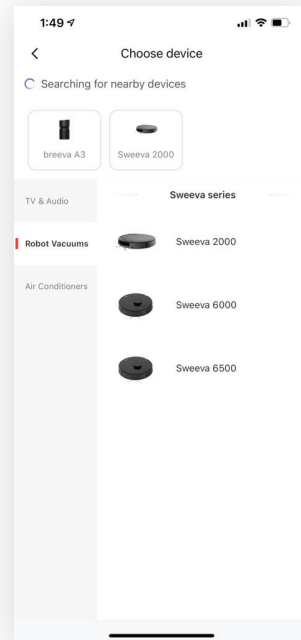 1:49
Choose device
Searching for nearby devices
breeva A3
Sweeva 2000
TV & Audio
Sweeva series
Robot Vacuums
Sweeva 2000
Air Conditioners
Sweeva 6000
Sweeva 6500